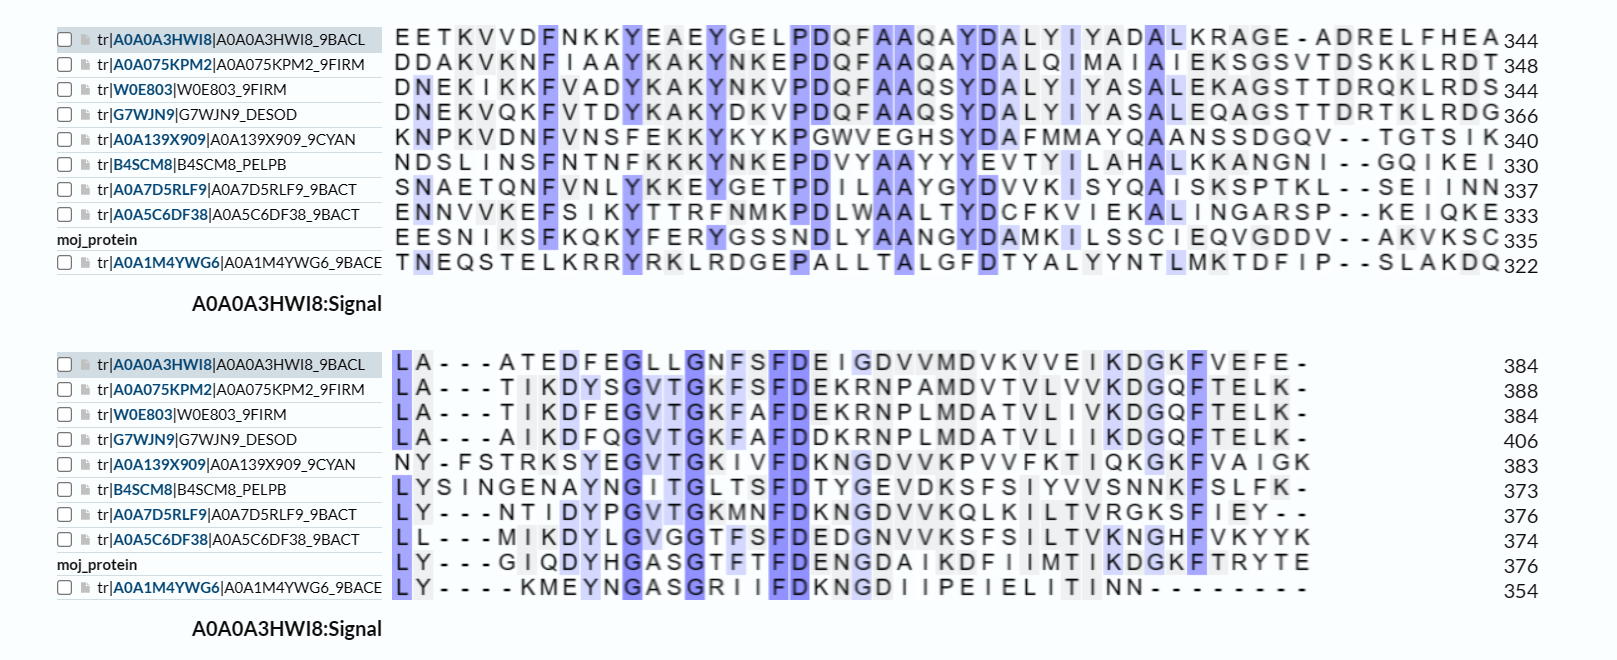 tr|A0A0A3HWI8|A0A0A3HWI8_9BACL EETKVVDFNKKYEAEYGELPDQFAAQAYDALYIYADALKRAGE-ADRELFHEA 344
tr|A0A075KPM2|A0A075KPM2_9FIRM DDAKVKNFIAAYKAKYNKEPDQFAAQAYDALQIMAIAIEKSGSVTDSKKLRDT 348
tr|W0E803|W0E803_9FIRM DNEKIKKFVADYKAKYNKVPDQFAAQSYDALYIYASALEKAGSTTDRQKLRDS 344
tr|G7WJN9|G7WJN9_DESOD DNEKVQKFVTDYKAKYDKVPDQFAAQSYDALYIYASALEQAGSTTDRTKLRDG 366
tr|A0A139X909|A0A139X909_9CYAN KNPKVDNFVNSFEKKYKYKPGWVEGHSYDAFMMAYQAANSSDGQV--TGTSIK 340
tr|B4SCM8|B4SCM8_PELPB NDSLINSFNTNFKKKYNKEPDVYAAYYYEVTYILAHALKKANGNI--GQIKEI 330
tr|A0A7D5RLF9|A0A7D5RLF9_9BACT SNAETQNFVNLYKKEYGETPDILAAYGYDVVKISYQAISKSPTKL--SEIINN 337
tr|A0A5C6DF38|A0A5C6DF38_9BACT ENNVVKEFSIKYTTRFNMKPDLWAALTYDCFKVIEKALINGARSP--KEIQKE 333
moj_protein EESNIKSFKQKYFERYGSSNDLYAANGYDAMKILSSCIEQVGDDV--AKVKSC 335
tr|A0A1M4YWG6|A0A1M4YWG6_9BACE TNEQSTELKRRYRKLRDGEPALLTALGFDTYALYYNTLMKTDFIP--SLAKDQ 322
A0A0A3HWI8:Signal
tr|A0A0A3HWI8|A0A0A3HWI8_9BACL LA---ATEDFEGLLGNFSFDEIGDVVMDVKVVEIKDGKFVEFE- 384
tr|A0A075KPM2|A0A075KPM2_9FIRM LA---TIKDYSGVTGKFSFDEKRNPAMDVTVLVVKDGQFTELK- 388
tr|W0E803|W0E803_9FIRM LA---TIKDFEGVTGKFAFDEKRNPLMDATVLIVKDGQFTELK- 384
tr|G7WJN9|G7WJN9_DESOD LA---AIKDFQGVTGKFAFDDKRNPLMDATVLIIKDGQFTELK- 406
tr|A0A139X909|A0A139X909_9CYAN NY-FSTRKSYEGVTGKIVFDKNGDVVKPVVFKTIQKGKFVAIGK 383
tr|B4SCM8|B4SCM8_PELPB LYSINGENAYNGITGLTSFDTYGEVDKSFSIYVVSNNKFSLFK- 373
tr|A0A7D5RLF9|A0A7D5RLF9_9BACT LY---NTIDYPGVTGKMNFDKNGDVVKQLKILTVRGKSFIEY-- 376
tr|A0A5C6DF38|A0A5C6DF38_9BACT LL---MIKDYLGVGGTFSFDEDGNVVKSFSILTVKNGHFVKYYK 374
moj_protein LY---GIQDYHGASGTFTFDENGDAIKDFIIMTIKDGKFTRYTE 376
tr|A0A1M4YWG6|A0A1M4YWG6_9BACE LY----KMEYNGASGRIIFDKNGDIIPEIELITINN-------- 354
A0A0A3HWI8:Signal